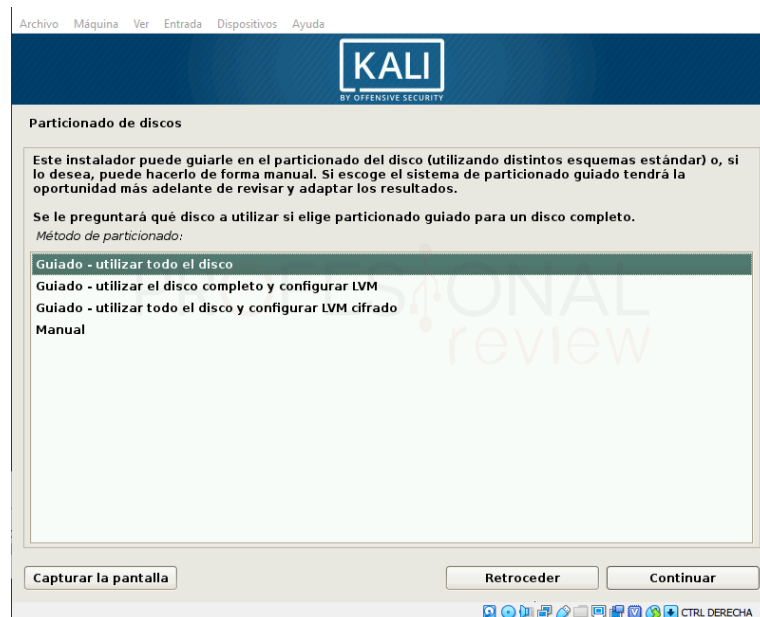 Archivo Máquina Ver Entrada Dispositivos Ayuda
KALI
BY OFFENSIVE SECURITY
Particionado de discos
Este instalador puede guiarle en el particionado del disco (utilizando distintos esquemas estándar) o, si
lo desea, puede hacerlo de forma manual. Si escoge el sistema de particionado guiado tendrá la
oportunidad más adelante de revisar y adaptar los resultados.
Se le preguntará qué disco a utilizar si elige particionado guiado para un disco completo.
Método de particionado:
Guiado - utilizar todo el disco
Guiado - utilizar el disco completo y configurar LVM
Guiado - utilizar todo el disco y configurar LVM cifrado
Manual
PROFESIONAL
review
Capturar la pantalla
Retroceder
Continuar
CTRL DERECHA